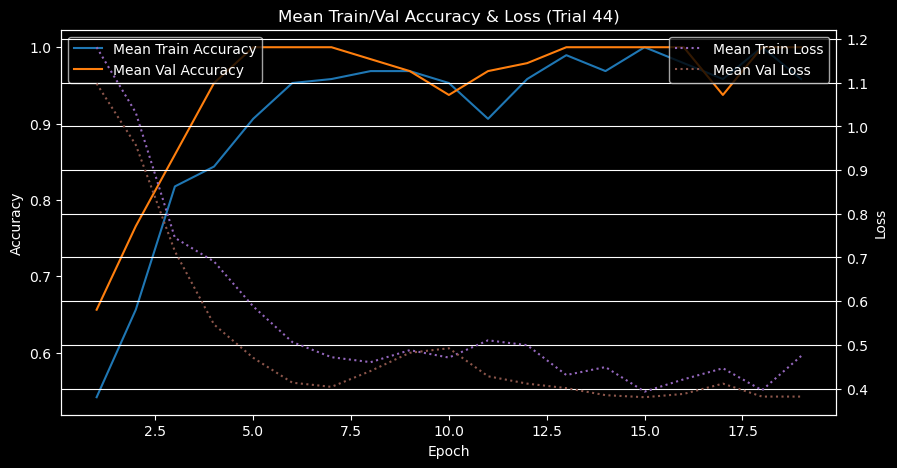 Mean Train/Val Accuracy & Loss (Trial 44)
Mean Train Accuracy
Mean Val Accuracy
Mean Train Loss
Mean Val Loss
1.0
0.9
0.8
0.7
0.6
Accuracy
1.2
1.1
1.0
0.9
0.8
0.7
0.6
0.5
0.4
Loss
2.5 5.0 7.5 10.0 12.5 15.0 17.5
Epoch